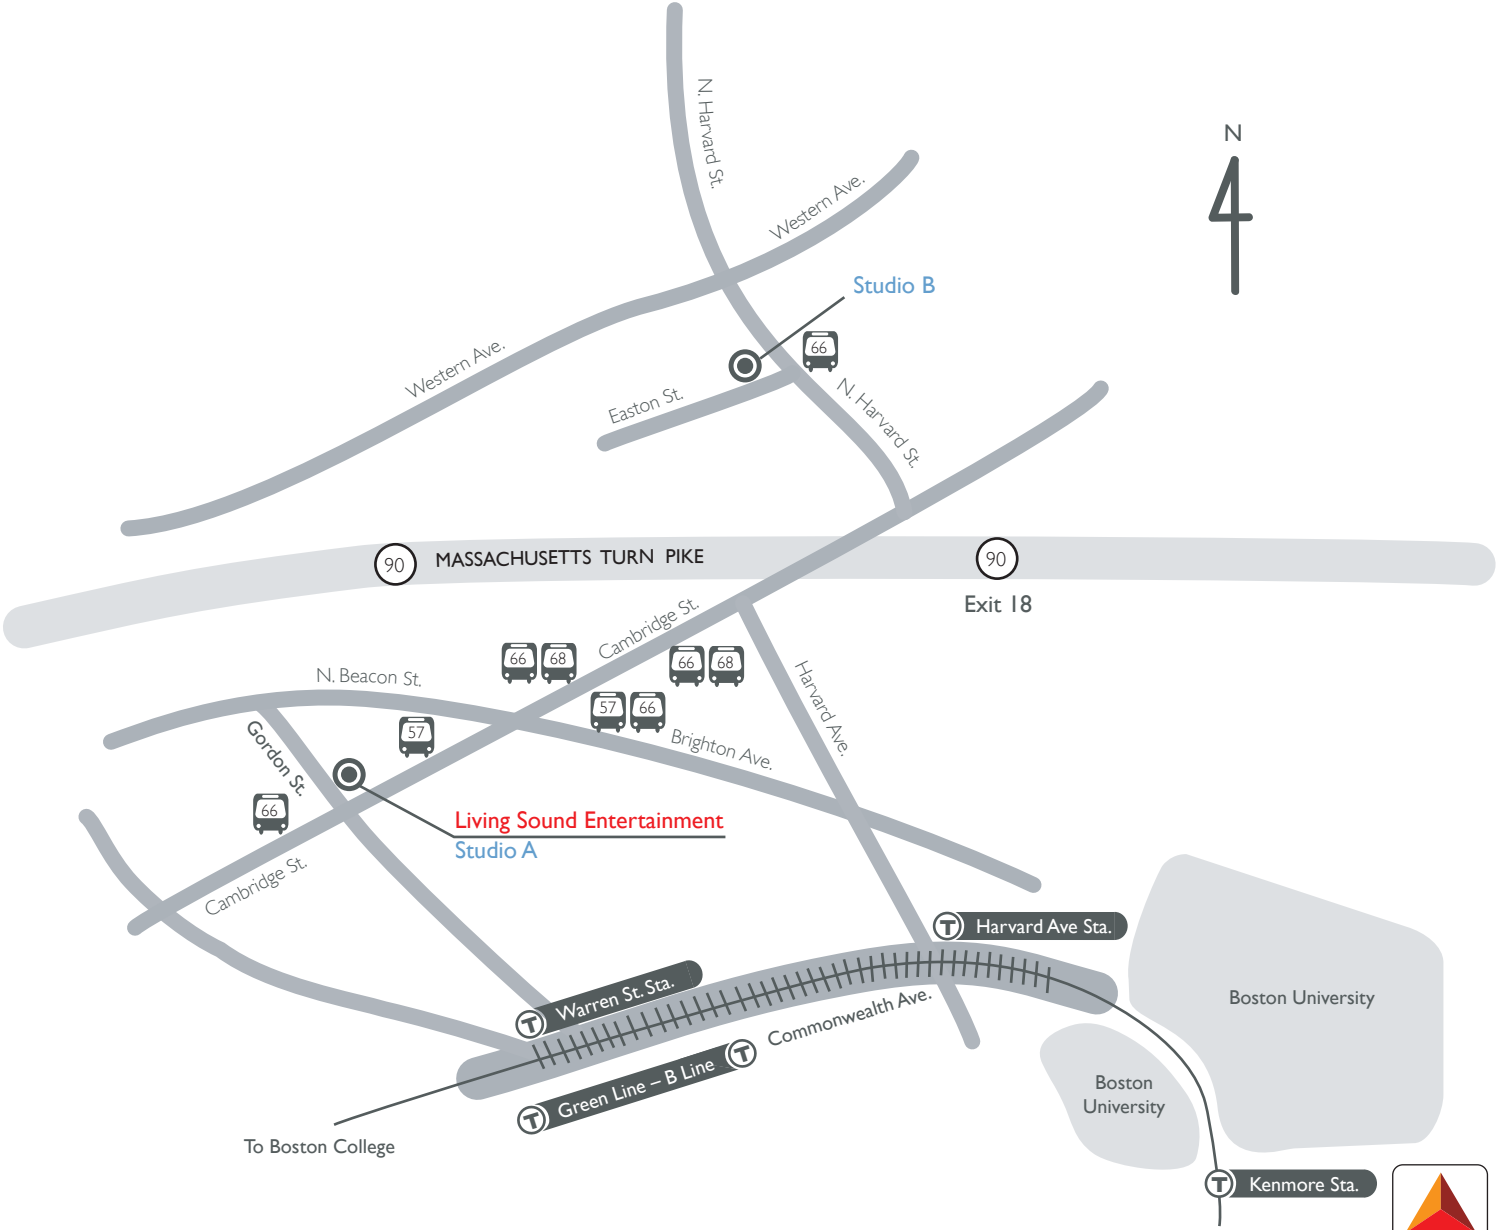 N. Harvard St.
N
Western Ave.
Studio B
66
Western Ave.
Easton St.
N. Harvard St.
90
MASSACHUSETTS TURN PIKE
90
Exit 18
Cambridge St.
66
68
66
68
N. Beacon St.
57
66
57
Gordon St.
Brighton Ave.
Harvard Ave.
66
Living Sound Entertainment
Studio A
Cambridge St.
T
Harvard Ave Sta.
T
Warren St. Sta.
Boston University
Commonwealth Ave.
T
Green Line – B Line
T
Boston
University
To Boston College
T
Kenmore Sta.